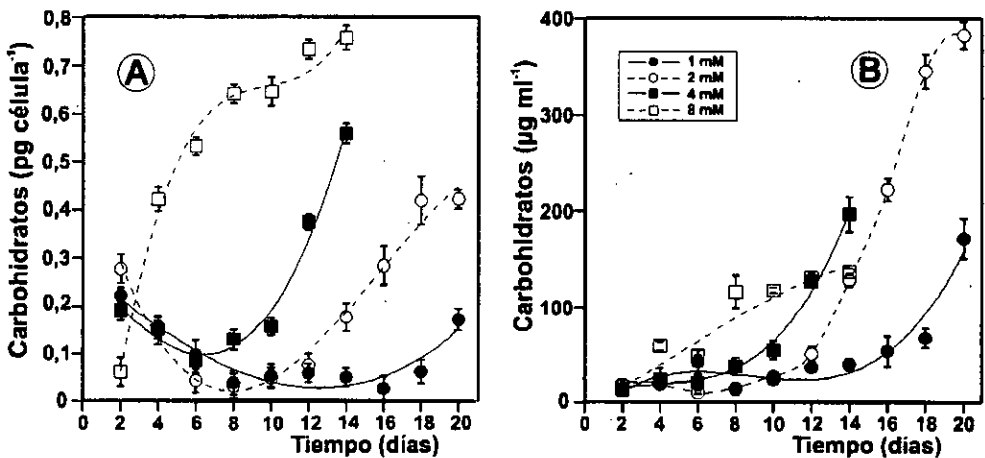 0,8
0,7
0,6
0,5
0,4
0,3
0,2
0,1
0
Carbohidratos (pg célula⁻¹)
A
0 2 4 6 8 10 12 14 16 18 20
Tiempo (días)
400
300
200
100
0
Carbohidratos (µg ml⁻¹)
1 mM
2 mM
4 mM
8 mM
B
0 2 4 6 8 10 12 14 16 18 20
Tiempo (días)